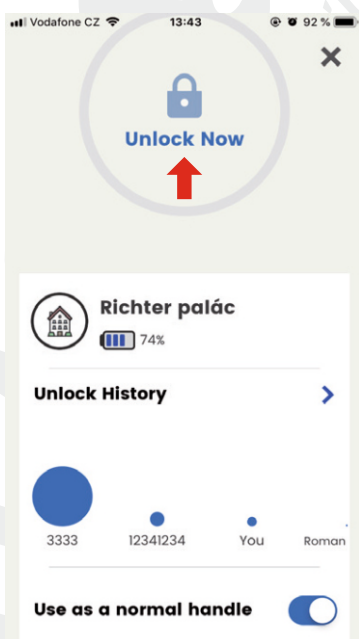 Vodafone CZ 13:43 92 %
Unlock Now
Richter palác
74%
Unlock History
3333 12341234 You Roman
Use as a normal handle